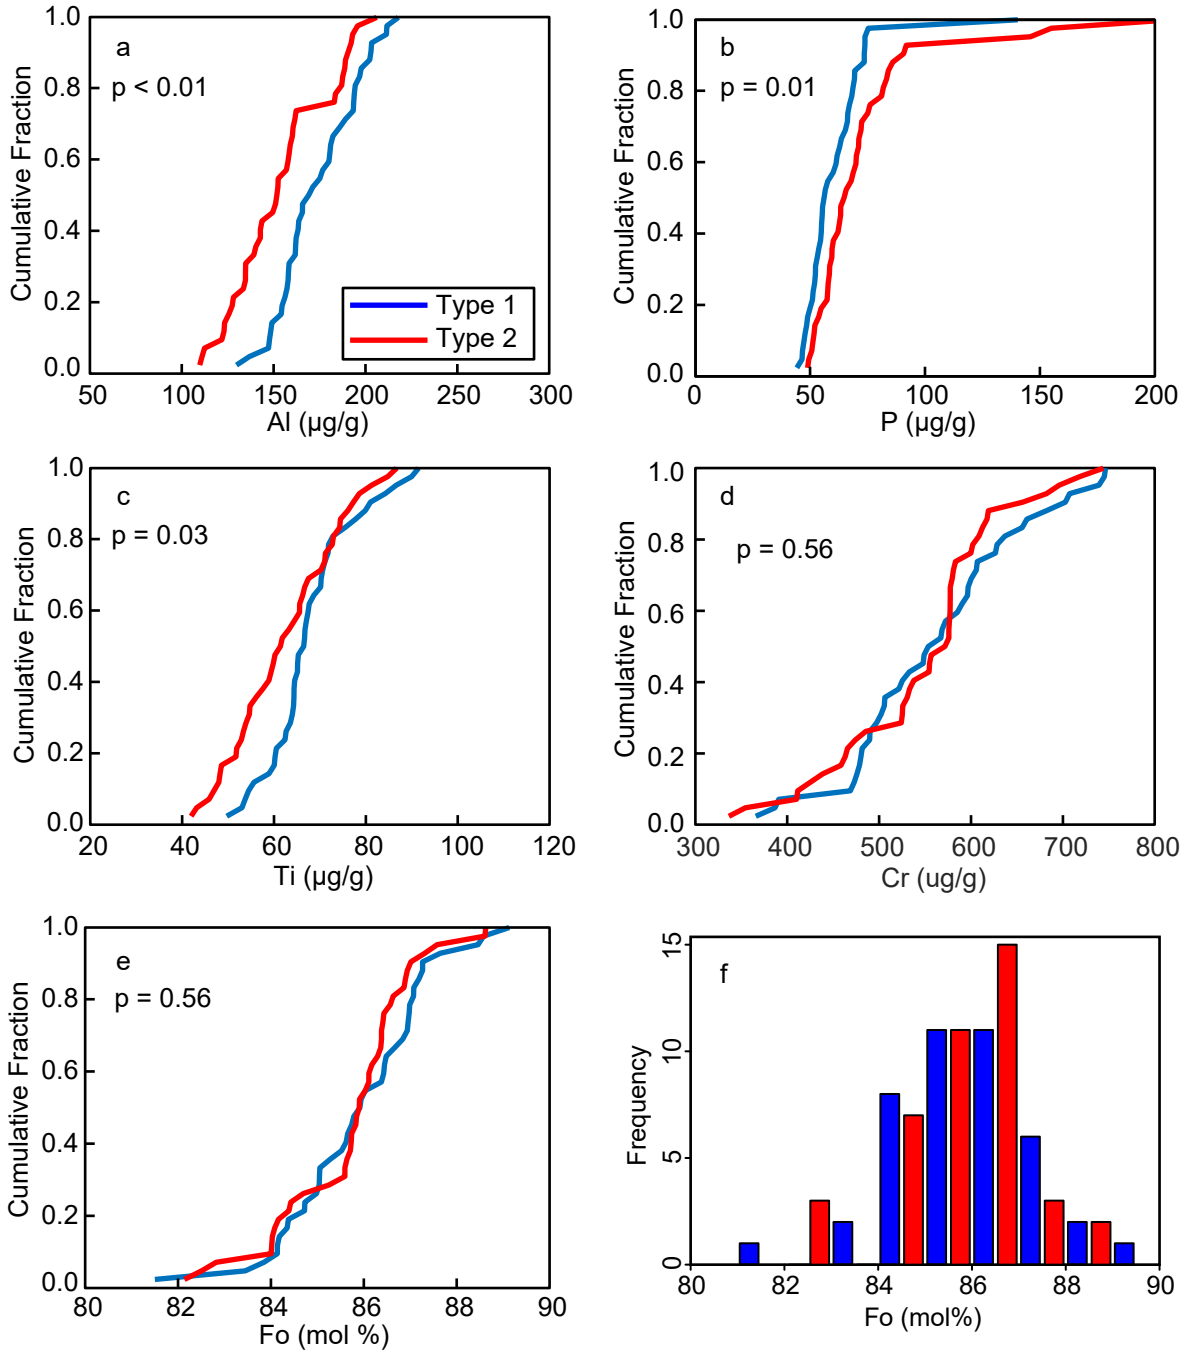 a
p < 0.01
Cumulative Fraction
1.0
0.8
0.6
0.4
0.2
0.0
Type 1
Type 2
50 100 150 200 250 300
Al (µg/g)
b
p = 0.01
Cumulative Fraction
1.0
0.8
0.6
0.4
0.2
0.0
0 50 100 150 200
P (µg/g)
c
p = 0.03
Cumulative Fraction
1.0
0.8
0.6
0.4
0.2
0.0
20 40 60 80 100 120
Ti (µg/g)
d
p = 0.56
Cumulative Fraction
1.0
0.8
0.6
0.4
0.2
0.0
300 400 500 600 700 800
Cr (ug/g)
e
p = 0.56
Cumulative Fraction
1.0
0.8
0.6
0.4
0.2
0.0
80 82 84 86 88 90
Fo (mol %)
f
Frequency
15
10
5
0
80 82 84 86 88 90
Fo (mol%)